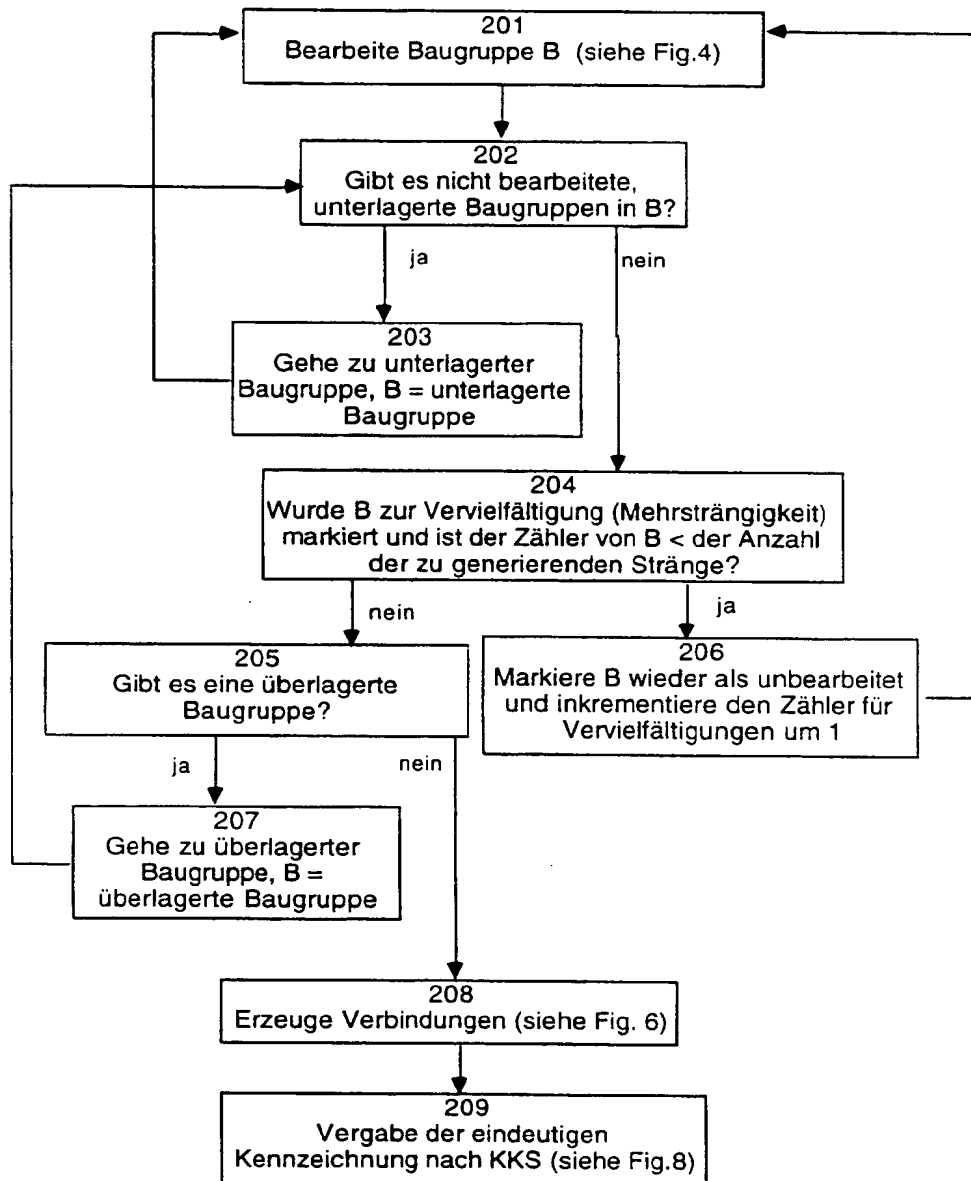 201
Bearbeite Baugruppe B (siehe Fig.4)
202
Gibt es nicht bearbeitete,
unterlagerte Baugruppen in B?
ja
nein
203
Gehe zu unterlagerter
Baugruppe, B = unterlagerte
Baugruppe
204
Wurde B zur Vervielfältigung (Mehrsträngigkeit)
markiert und ist der Zähler von B < der Anzahl
der zu generierenden Stränge?
nein
ja
205
Gibt es eine überlagerte
Baugruppe?
206
Markiere B wieder als unbearbeitet
und inkrementiere den Zähler für
Vervielfältigungen um 1
ja
nein
207
Gehe zu überlagerter
Baugruppe, B =
überlagerte Baugruppe
208
Erzeuge Verbindungen (siehe Fig. 6)
209
Vergabe der eindeutigen
Kennzeichnung nach KKS (siehe Fig.8)